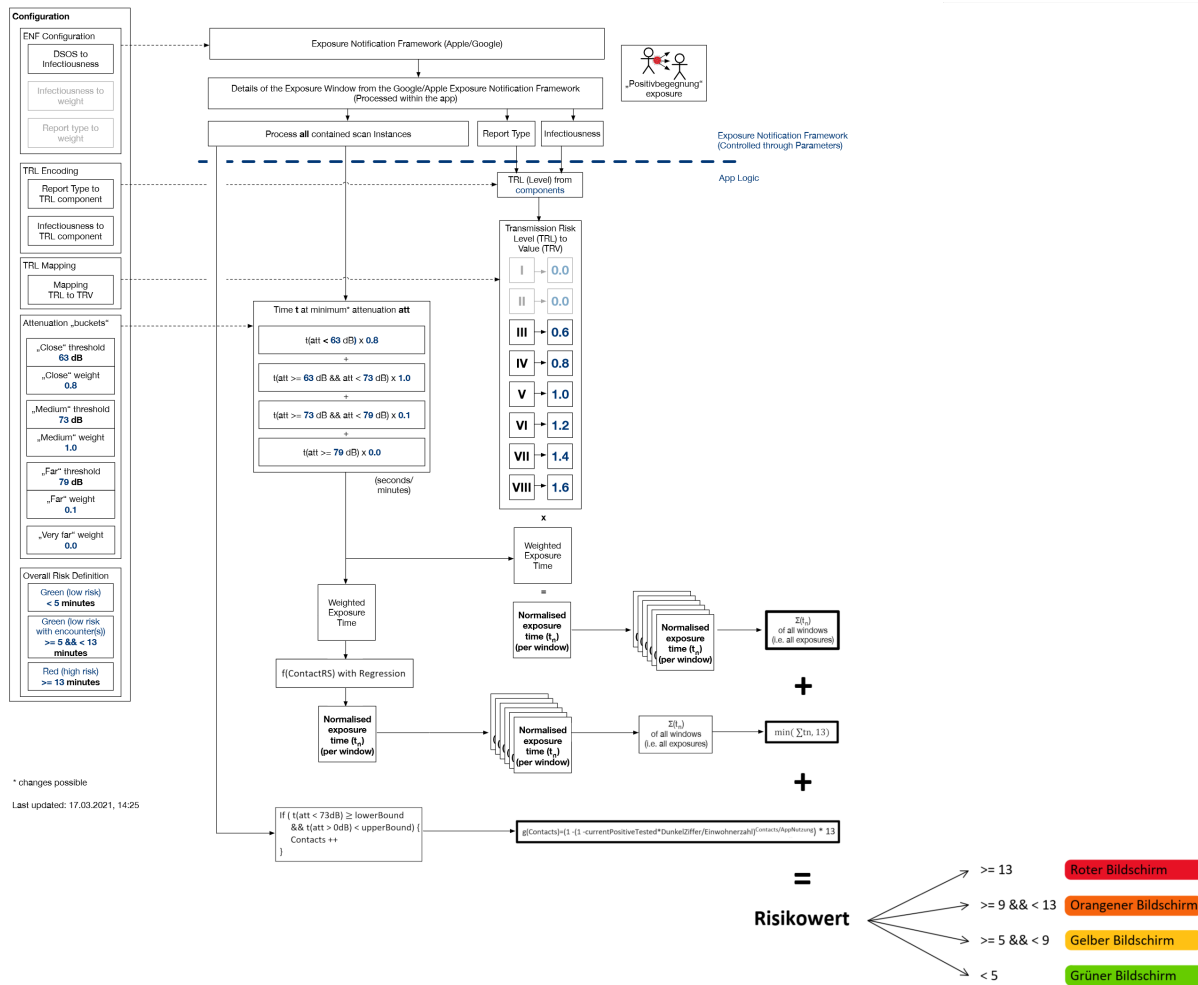 Configuration
ENF Configuration
DSOS to
Infectiousness
Infectiousness to
weight
Report type to
weight
TRL Encoding
Report Type to
TRL component
Infectiousness to
TRL component
TRL Mapping
Mapping
TRL to TRV
Attenuation „buckets“
„Close“ threshold
63 dB
„Close“ weight
0.8
„Medium“ threshold
73 dB
„Medium“ weight
1.0
„Far“ threshold
79 dB
„Far“ weight
0.1
„Very far“ weight
0.0
Overall Risk Definition
Green (low risk)
< 5 minutes
Green (low risk
with encounter(s))
>= 5 && < 13
minutes
Red (high risk)
>= 13 minutes
* changes possible
Last updated: 17.03.2021, 14:25
Exposure Notification Framework (Apple/Google)
Details of the Exposure Window from the Google/Apple Exposure Notification Framework
(Processed within the app)
Process all contained scan Instances
Report Type
Infectiousness
„Positivbegegnung“
exposure
Exposure Notification Framework
(Controlled through Parameters)
App Logic
TRL (Level) from
components
Transmission Risk
Level (TRL) to
Value (TRV)
I 0.0
II 0.0
III 0.6
IV 0.8
V 1.0
VI 1.2
VII 1.4
VIII 1.6
Time t at minimum* attenuation att
t(att < 63 dB) x 0.8
+
t(att >= 63 dB && att < 73 dB) x 1.0
+
t(att >= 73 dB && att < 79 dB) x 0.1
+
t(att >= 79 dB) x 0.0
(seconds/
minutes)
x
Weighted
Exposure
Time
=
Normalised
exposure
time (tn)
(per window)
Normalised
exposure
time (tn)
(per window)
Σ(tn)
of all windows
(i.e. all exposures)
+
Weighted
Exposure
Time
f(ContactRS) with Regression
Normalised
exposure
time (tn)
(per window)
Normalised
exposure
time (tn)
(per window)
Σ(tn)
of all windows
(i.e. all exposures)
min( ∑tn, 13)
+
If ( t(att < 73dB) ≥ lowerBound
&& t(att > 0dB) < upperBound) {
Contacts ++
}
g(Contacts)=(1 -(1 -currentPositiveTested*DunkelZiffer/Einwohnerzahl)^Contacts/AppNutzung) * 13
=
Risikowert
>= 13 Roter Bildschirm
>= 9 && < 13 Orangener Bildschirm
>= 5 && < 9 Gelber Bildschirm
< 5 Grüner Bildschirm